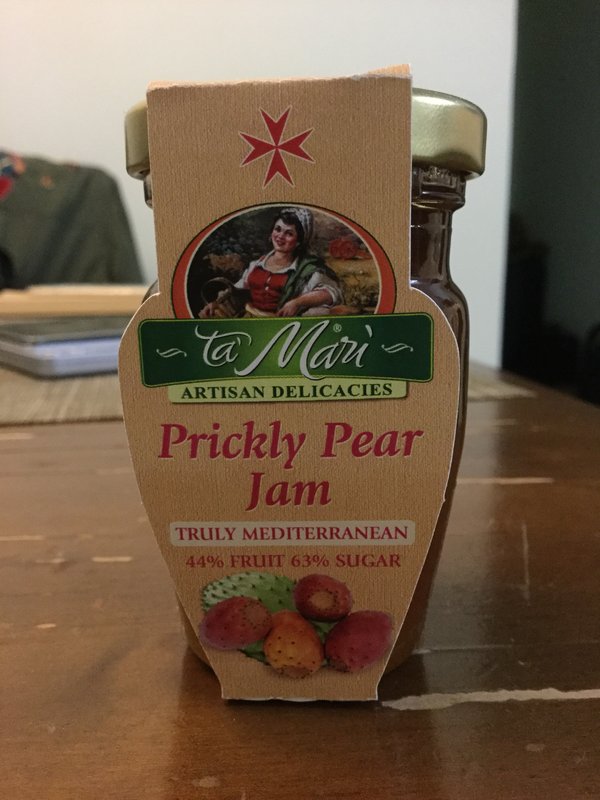 ta' Mari ®
ARTISAN DELICACIES
Prickly Pear
Jam
TRULY MEDITERRANEAN
44% FRUIT 63% SUGAR